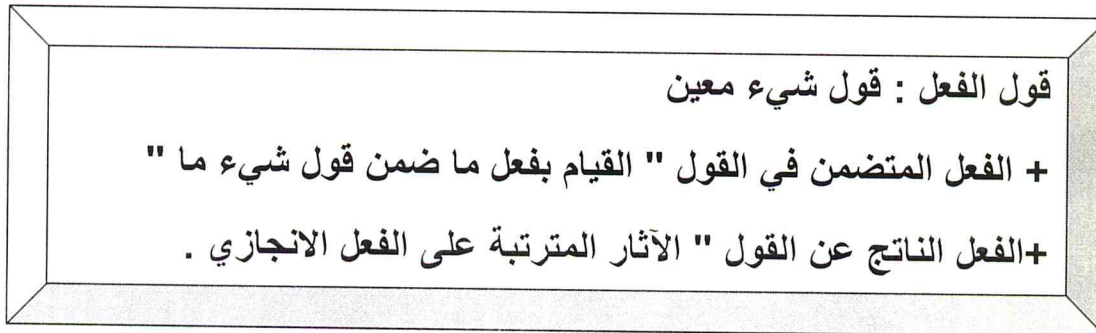 قول الفعل : قول شيء معين
+ الفعل المتضمن في القول " القيام بفعل ما ضمن قول شيء ما "
+الفعل الناتج عن القول " الآثار المترتبة على الفعل الانجازي .